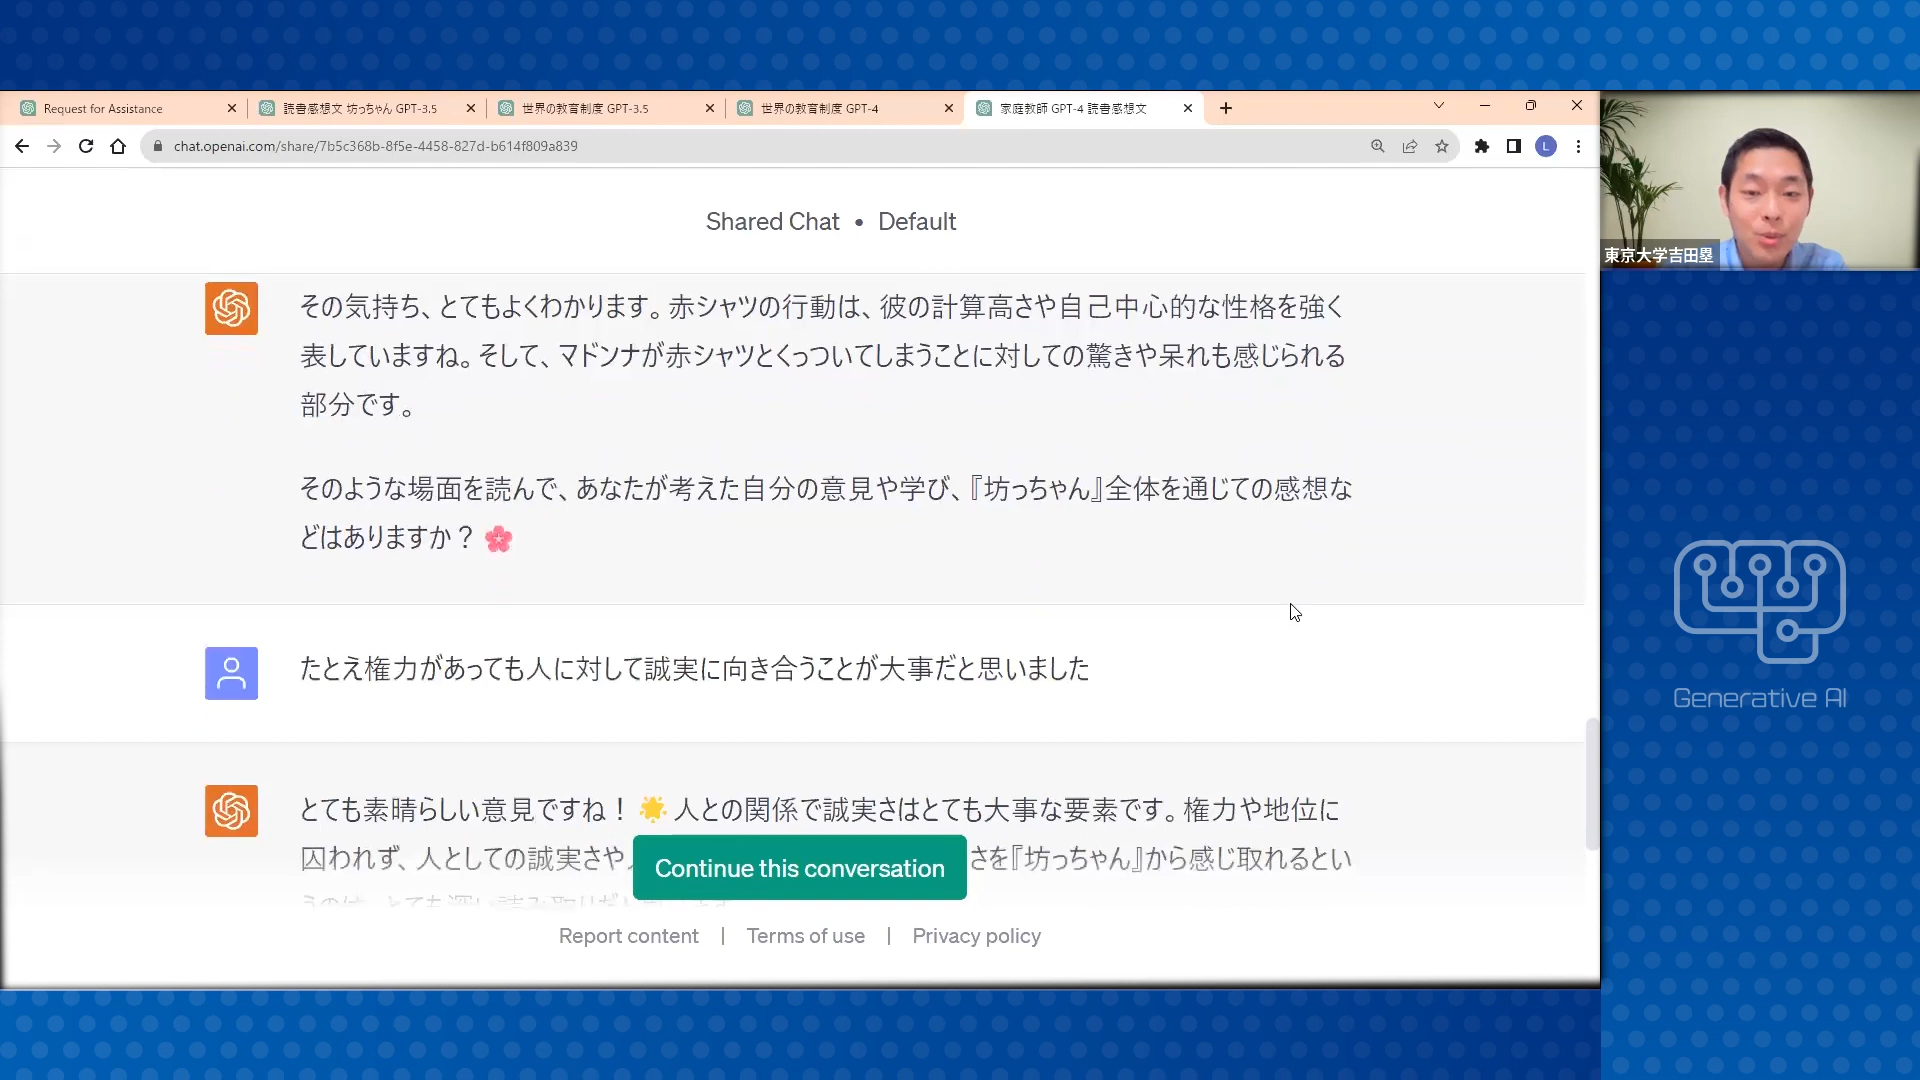 Request for Assistance
読書感想文 坊っちゃん GPT-3.5
世界の教育制度 GPT-3.5
世界の教育制度 GPT-4
家庭教師 GPT-4 読書感想文
chat.openai.com/share/7b5c368b-8f5e-4458-827d-b614f809a839
L
東京大学吉田塁
Shared Chat • Default
その気持ち、とてもよくわかります。赤シャツの行動は、彼の計算高さや自己中心的な性格を強く
表していますね。そして、マドンナが赤シャツとくっついてしまうことに対しての驚きや呆れも感じられる
部分です。
そのような場面を読んで、あなたが考えた自分の意見や学び、『坊っちゃん』全体を通じての感想な
どはありますか？🌸
たとえ権力があっても人に対して誠実に向き合うことが大事だと思いました
とても素晴らしい意見ですね！🌟人との関係で誠実さはとても大事な要素です。権力や地位に
囚われず、人としての誠実さや
さを『坊っちゃん』から感じ取れるとい
Continue this conversation
Report content | Terms of use | Privacy policy
Generative AI